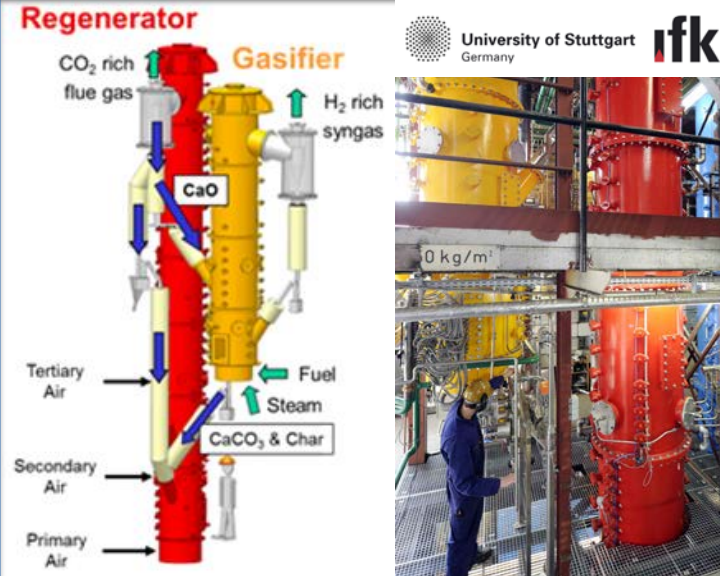 Regenerator
Gasifier
CO₂ rich
flue gas
H₂ rich
syngas
CaO
Tertiary
Air
Fuel
Steam
CaCO₃ & Char
Secondary
Air
Primary
Air
University of Stuttgart
Germany
ifk
0 kg/m²